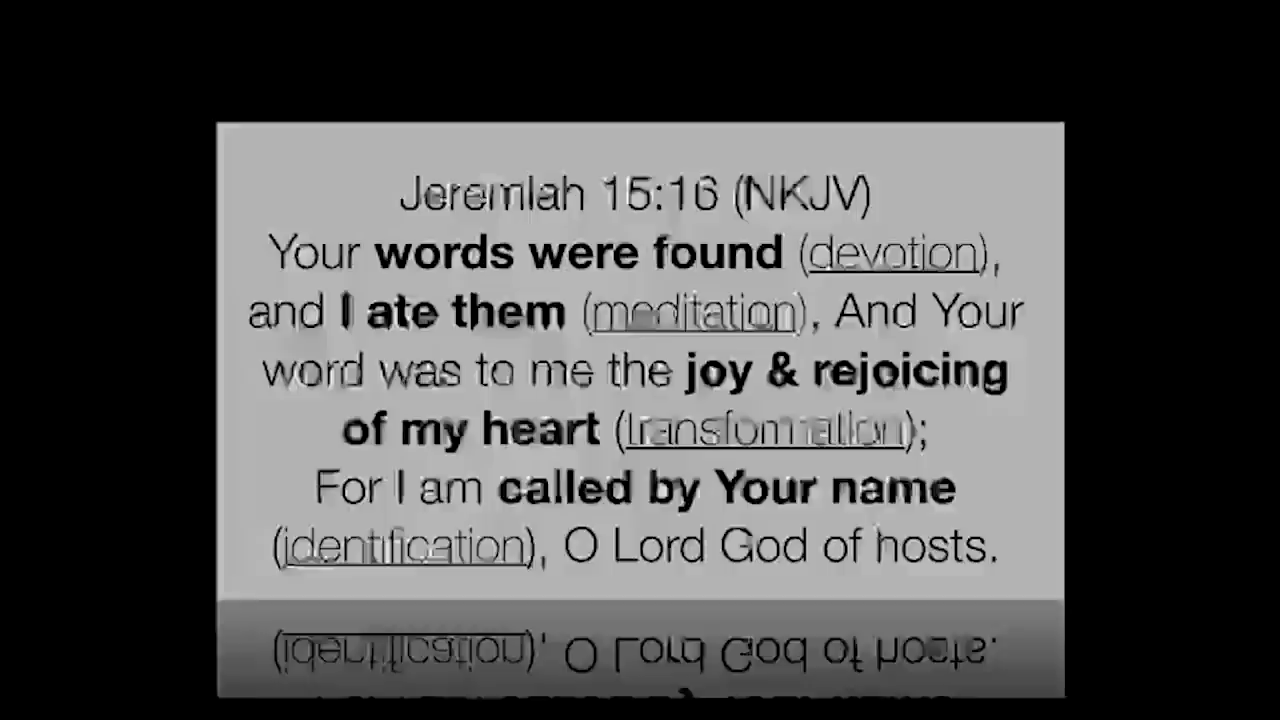 Jeremiah 15:16 (NKJV)
Your words were found (devotion),
and I ate them (meditation), And Your
word was to me the joy & rejoicing
of my heart (transformation);
For I am called by Your name
(identification), O Lord God of hosts.
(identification), O Lord God of hosts.